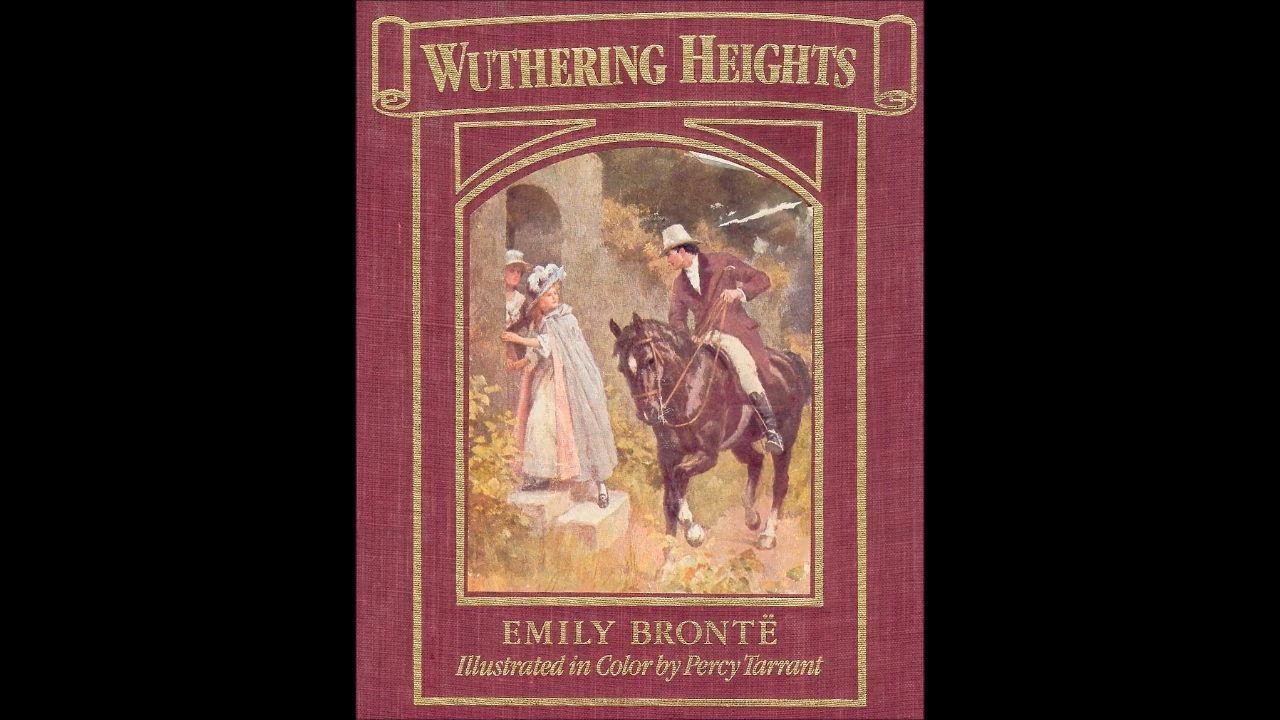 WUTHERING HEIGHTS
EMILY BRONTË
Illustrated in Color by Percy Tarrant